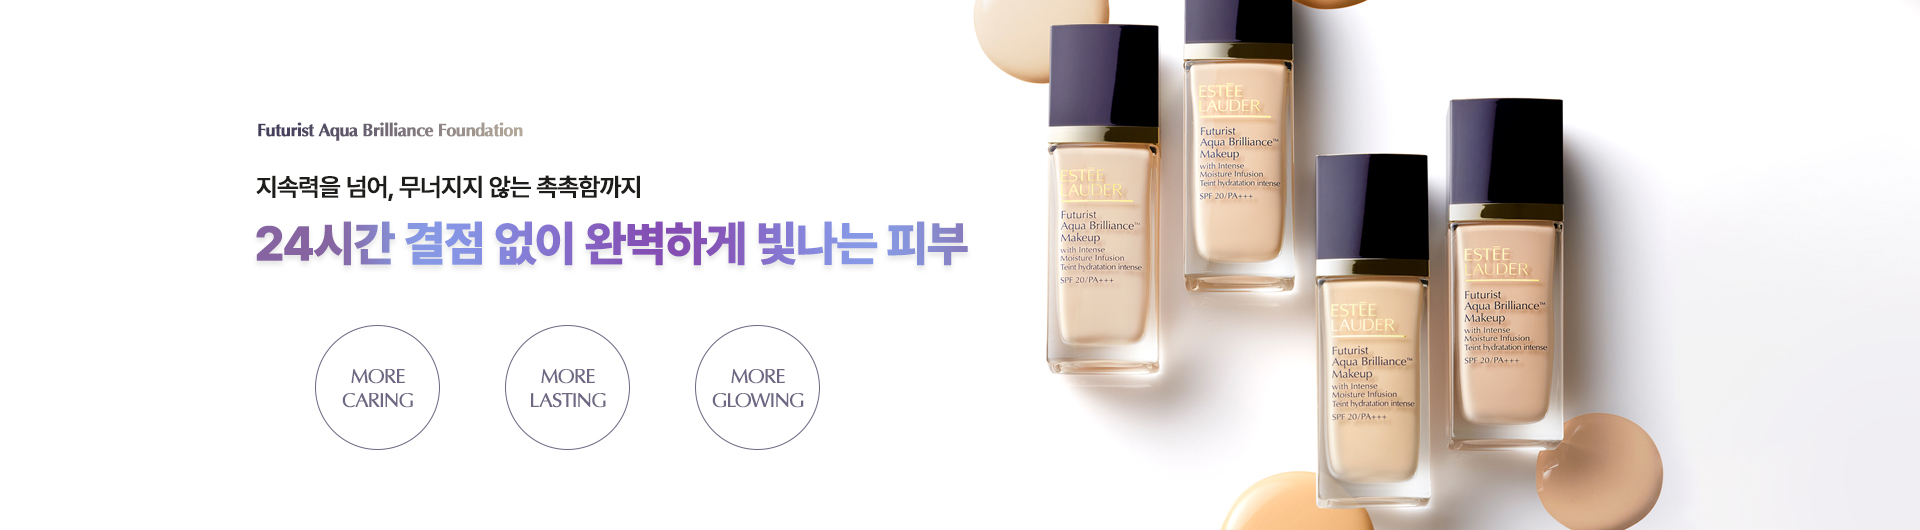 Futurist Aqua Brilliance Foundation
지속력을 넘어, 무너지지 않는 촉촉함까지
24시간 결점 없이 완벽하게 빛나는 피부
MORE
CARING
MORE
LASTING
MORE
GLOWING
ESTĒE
LAUDER
Futurist
Aqua Brilliance™
Makeup
with Intense
Moisture Infusion
Teint hydratation intense
SPF 20/PA+++
ESTĒE
LAUDER
Futurist
Aqua Brilliance™
Makeup
with Intense
Moisture Infusion
Teint hydratation intense
SPF 20/PA+++
ESTĒE
LAUDER
Futurist
Aqua Brilliance™
Makeup
with Intense
Moisture Infusion
Teint hydratation intense
SPF 20/PA+++
ESTĒE
LAUDER
Futurist
Aqua Brilliance™
Makeup
with Intense
Moisture Infusion
Teint hydratation intense
SPF 20/PA+++